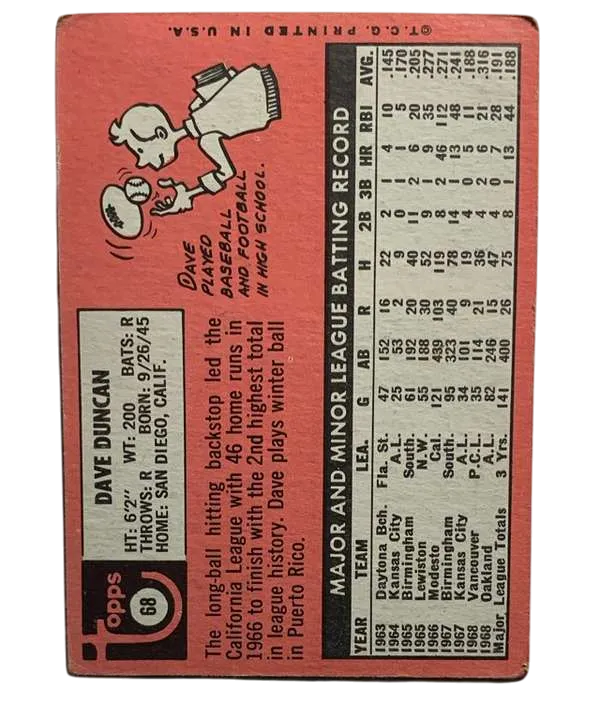 topps
68
DAVE DUNCAN
HT: 6'2" WT: 200 BATS: R
THROWS: R BORN: 9/26/45
HOME: SAN DIEGO, CALIF.
The long-ball hitting backstop led the
California League with 46 home runs in
1966 to finish with the 2nd highest total
in league history. Dave plays winter ball
in Puerto Rico.
DAVE
PLAYED
BASEBALL
AND FOOTBALL
IN HIGH SCHOOL.
MAJOR AND MINOR LEAGUE BATTING RECORD
YEAR TEAM LEA. G AB R H 2B 3B HR RBI AVG.
1963 Daytona Bch. Fla. St. 47 152 16 22 2 1 4 10 .145
1964 Kansas City A.L. 25 53 2 9 0 1 1 5 .170
1965 Birmingham South. 61 192 20 40 11 2 6 20 .205
1965 Lewiston N.W. 55 188 30 52 9 1 9 35 .277
1966 Modesto Cal. 121 439 103 119 8 2 46 112 .271
1967 Birmingham South. 95 323 40 78 14 1 13 48 .241
1967 Kansas City A.L. 34 101 9 19 4 0 5 11 .188
1968 Vancouver P.C.L. 35 114 21 36 4 2 6 21 .316
1968 Oakland A.L. 82 246 15 47 4 0 7 28 .191
Major League Totals 3 Yrs. 141 400 26 75 8 1 13 44 .188
©T.C.G. PRINTED IN U.S.A.